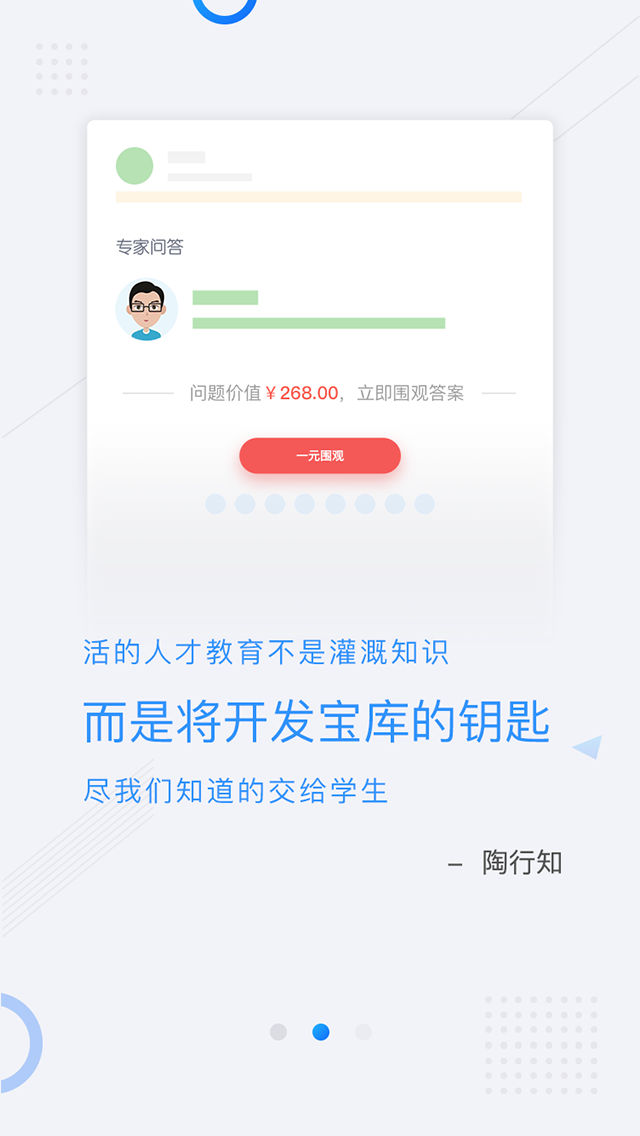 专家问答
问题价值¥268.00，立即围观答案
一元围观
活的人才教育不是灌溉知识
而是将开发宝库的钥匙
尽我们知道的交给学生
– 陶行知